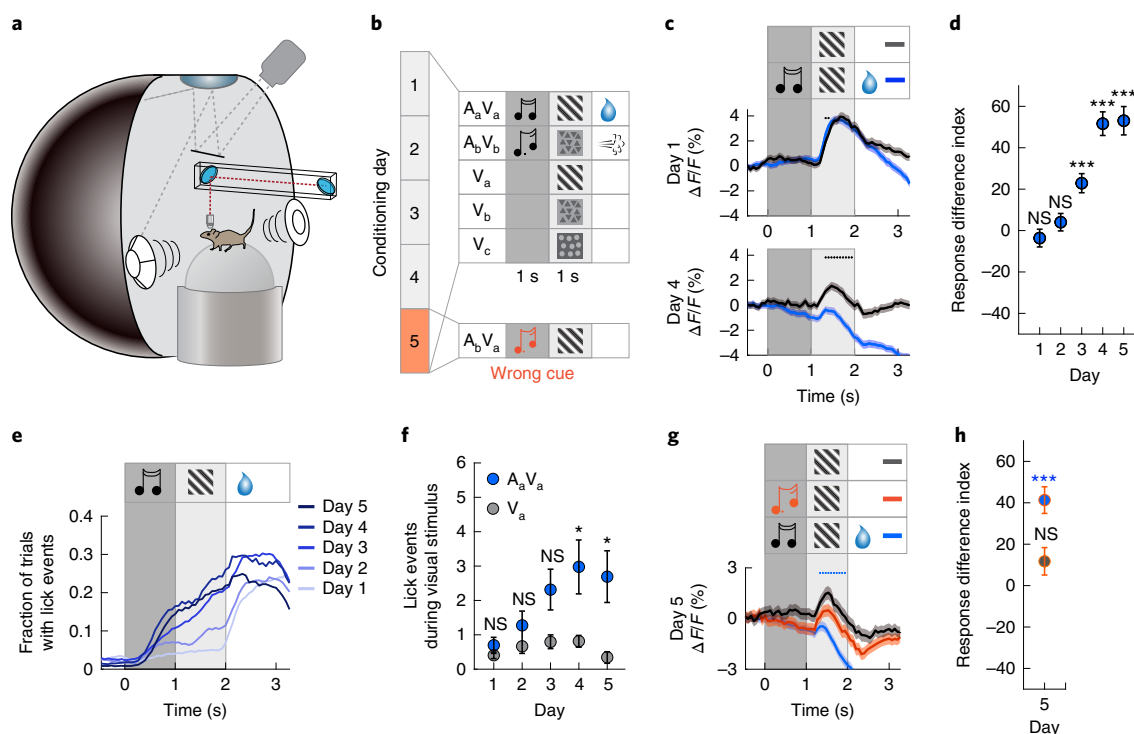 a
b
Conditioning day
1
2
3
4
5
AaVa
AbVb
Va
Vb
Vc
1 s 1 s
AbVa
Wrong cue
c
Day 1
ΔF/F (%)
4
2
0
−2
−4
Day 4
ΔF/F (%)
4
2
0
−2
−4
0 1 2 3
Time (s)
d
Response difference index
60
40
20
0
−20
−40
NS
NS
***
***
***
1 2 3 4 5
Day
e
Fraction of trials
with lick events
0.4
0.3
0.2
0.1
0
0 1 2 3
Time (s)
Day 5
Day 4
Day 3
Day 2
Day 1
f
Lick events
during visual stimulus
6
5
4
3
2
1
0
AaVa
Va
NS
NS
NS
*
*
1 2 3 4 5
Day
g
Day 5
ΔF/F (%)
3
0
−3
0 1 2 3
Time (s)
h
Response difference index
60
40
20
0
−20
−40
***
NS
5
Day